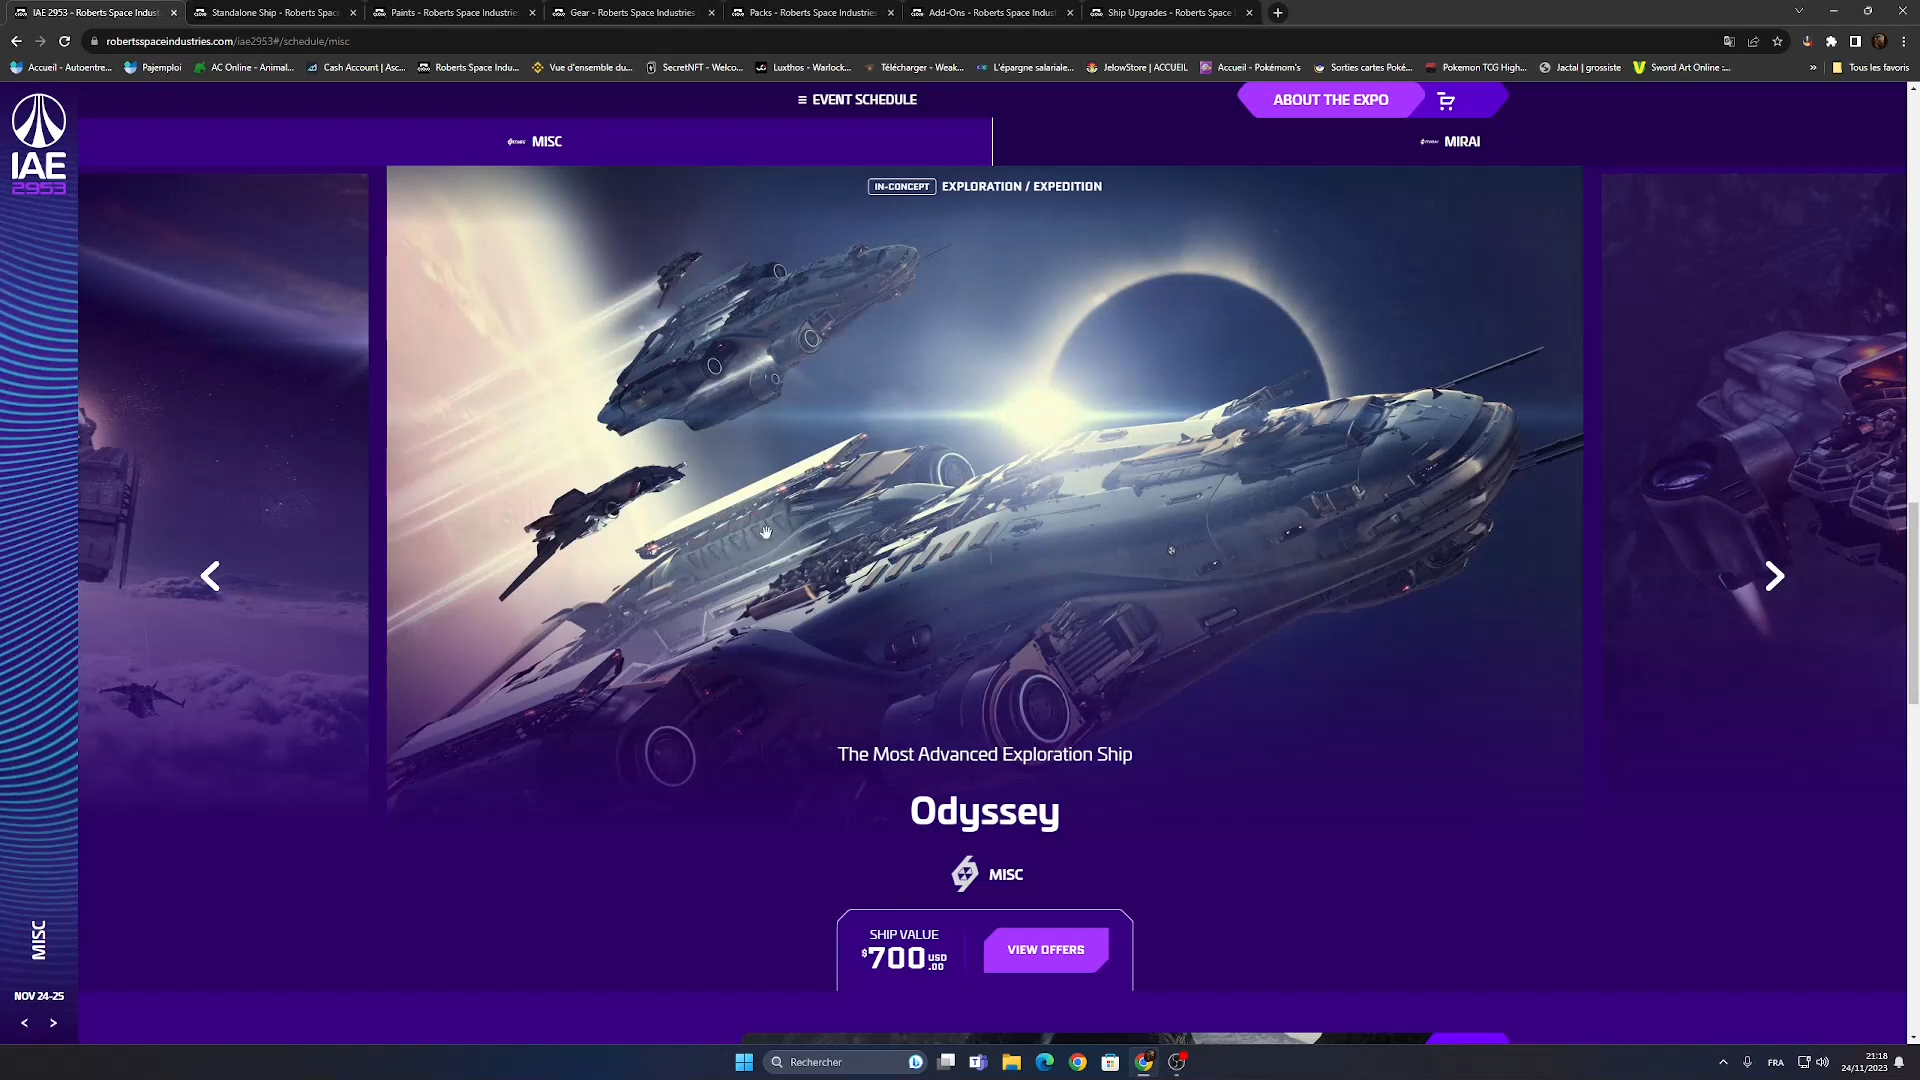 IAE 2953 - Roberts Space Indust
Standalone Ship - Roberts Space
Paints - Roberts Space Industrie
Gear - Roberts Space Industries
Packs - Roberts Space Industries
Add-Ons - Roberts Space Indust
Ship Upgrades - Roberts Space
robertsspaceindustries.com/iae2953#/schedule/misc
Accueil - Autoentre...
Pajemploi
AC Online - Animal...
Cash Account | Asc...
Roberts Space Indu...
Vue d'ensemble du...
SecretNFT - Welco...
Luxthos - Warlock...
Télécharger - Weak...
L'épargne salariale...
JelowStore | ACCUEIL
Accueil - Pokémom's
Sorties cartes Poké...
Pokemon TCG High...
Jactal | grossiste
Sword Art Online :...
»
Tous les favoris
EVENT SCHEDULE
ABOUT THE EXPO
IAE
2953
MISC
MIRAI
IN-CONCEPT EXPLORATION / EXPEDITION
The Most Advanced Exploration Ship
Odyssey
MISC
SHIP VALUE
$700 USD .00
VIEW OFFERS
MISC
NOV 24-25
< >
Rechercher
FRA
21:18
24/11/2023